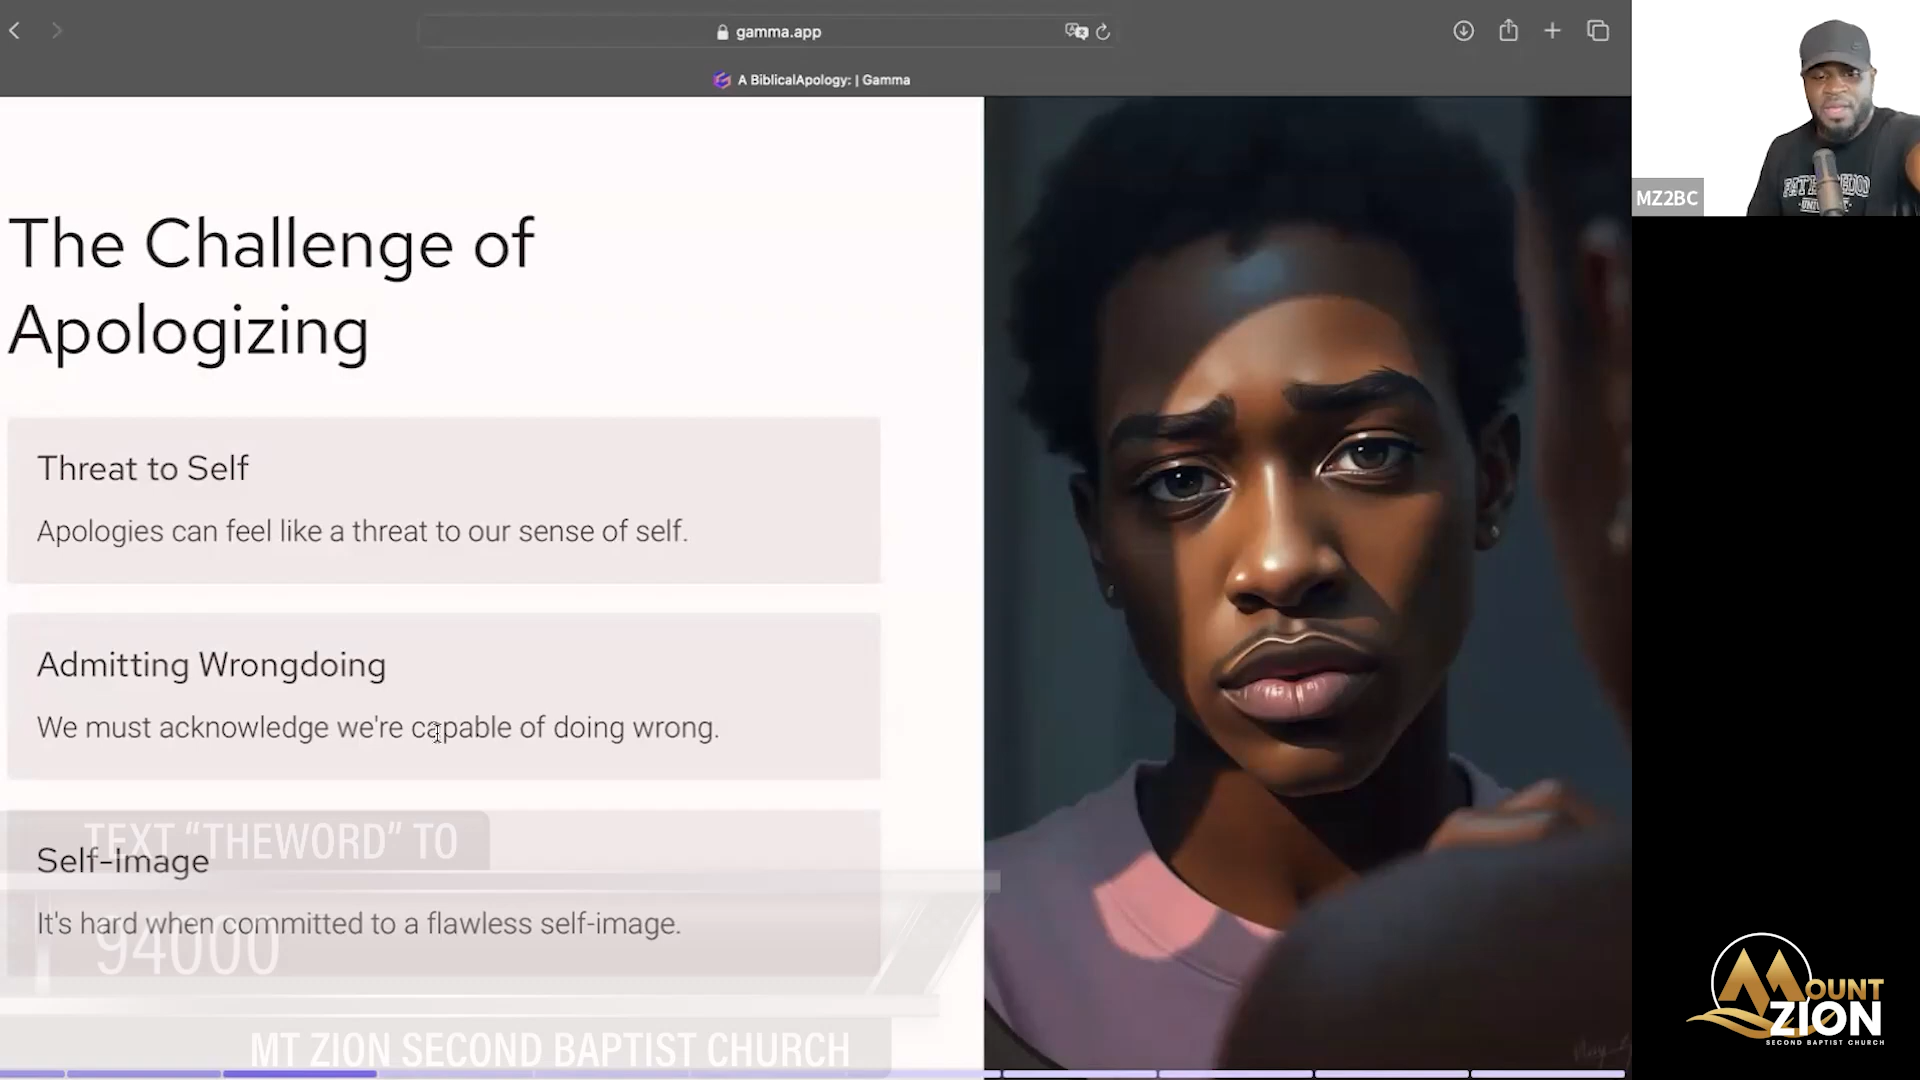 gamma.app
A BiblicalApology: | Gamma
MZ2BC
The Challenge of
Apologizing
Threat to Self
Apologies can feel like a threat to our sense of self.
Admitting Wrongdoing
We must acknowledge we're capable of doing wrong.
TEXT “THEWORD” TO
Self-image
It's hard when committed to a flawless self-image.
94000
MT ZION SECOND BAPTIST CHURCH
MOUNT
ZION
SECOND BAPTIST CHURCH